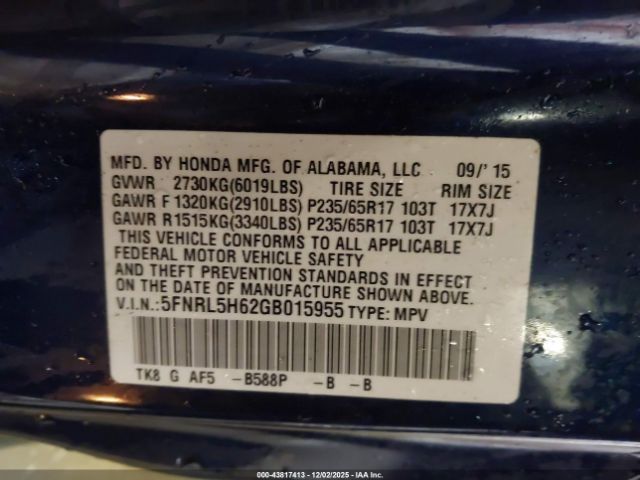 MFD. BY HONDA MFG. OF ALABAMA, LLC 09/' 15
GVWR 2730KG(6019LBS) TIRE SIZE RIM SIZE
GAWR F 1320KG(2910LBS) P235/65R17 103T 17X7J
GAWR R1515KG(3340LBS) P235/65R17 103T 17X7J
THIS VEHICLE CONFORMS TO ALL APPLICABLE
FEDERAL MOTOR VEHICLE SAFETY
AND THEFT PREVENTION STANDARDS IN EFFECT
ON THE DATE OF MANUFACTURE SHOWN ABOVE.
V.I.N.:5FNRL5H62GB015955 TYPE: MPV
TK8 G AF5 -B588P -B -B
000-43817413 - 12/02/2025 - IAA Inc.